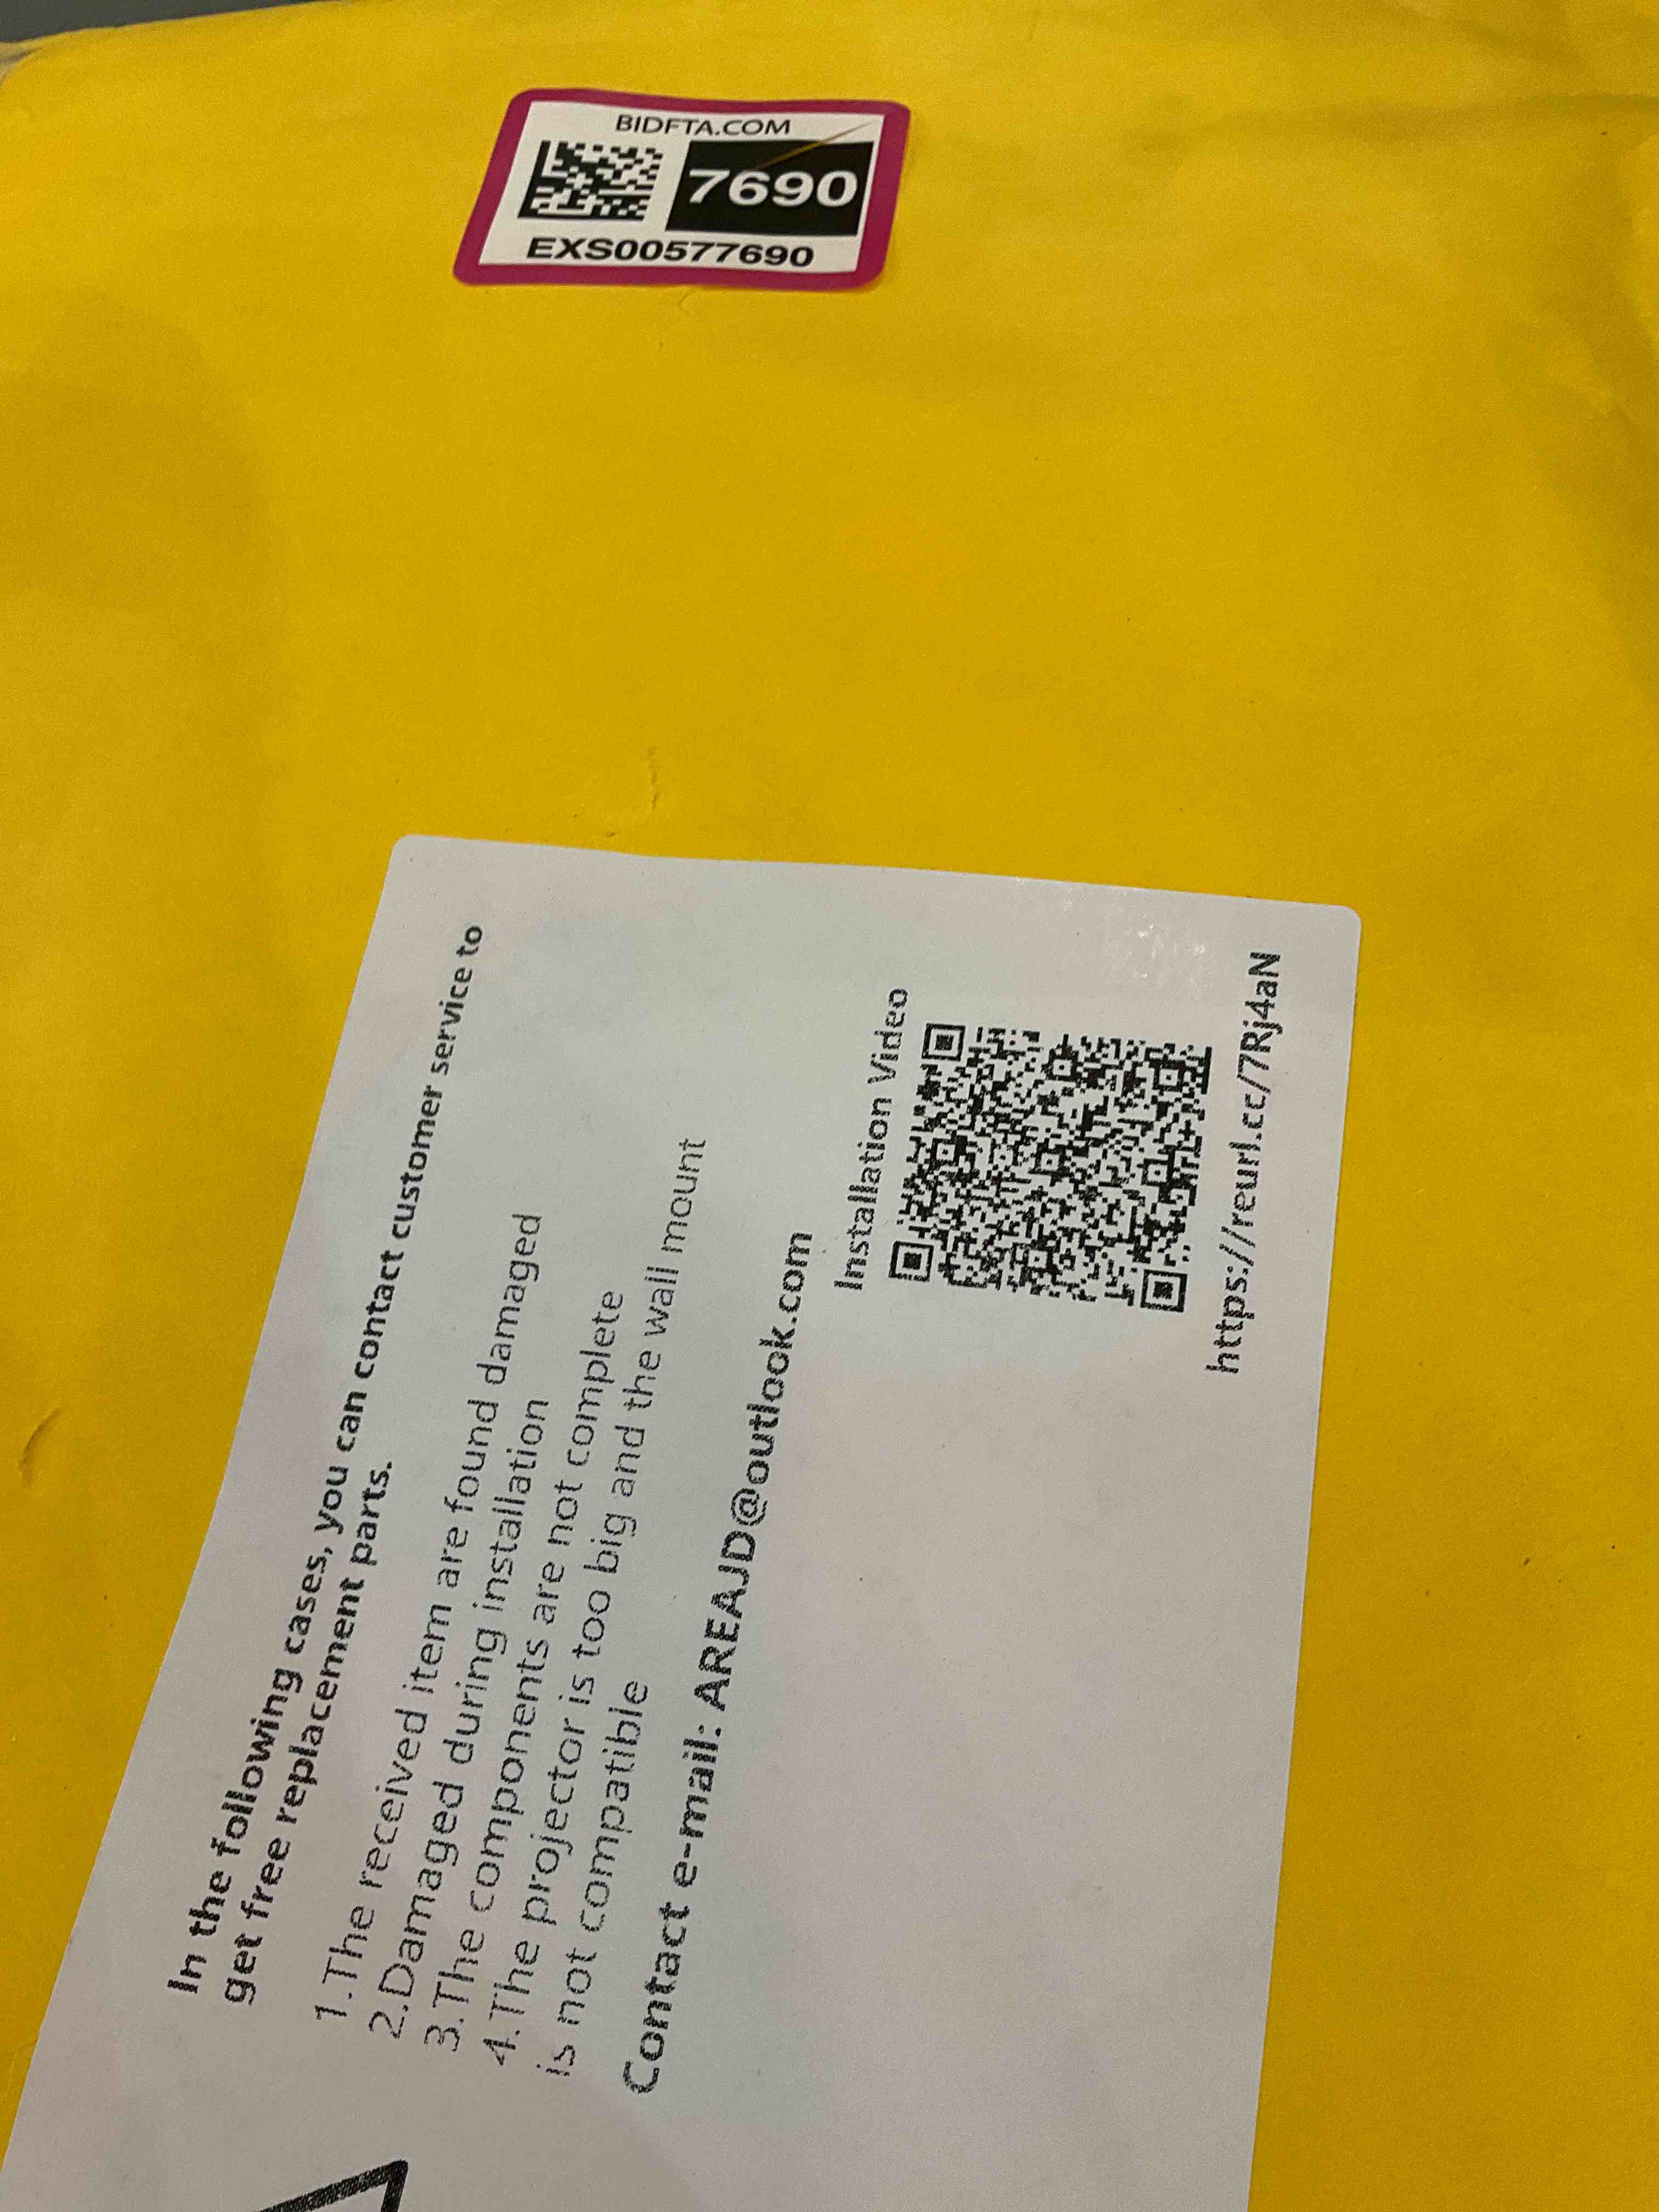 BIDFTA.COM
7690
EXS00577690
In the following cases, you can contact customer service to
get free replacement parts.
1.The received item are found damaged
2.Damaged during installation
3.The components are not complete
4.The projector is too big and the wall mount
is not compatible
Contact e-mail: AREAJD@outlook.com
Installation Video
https://reurl.cc/7Rj4aN